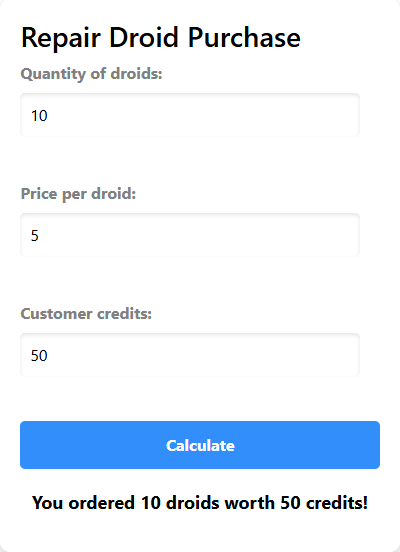 Repair Droid Purchase
Quantity of droids:
10
Price per droid:
5
Customer credits:
50
Calculate
You ordered 10 droids worth 50 credits!